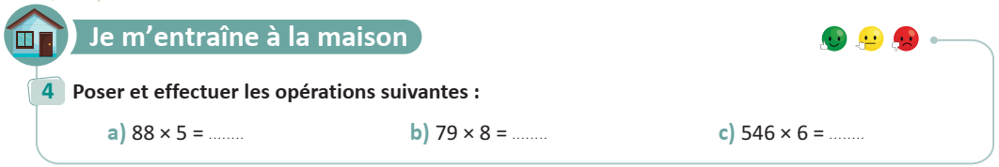 Je m’entraîne à la maison
4 Poser et effectuer les opérations suivantes :
a) 88 × 5 = ........ b) 79 × 8 = ........ c) 546 × 6 = ........